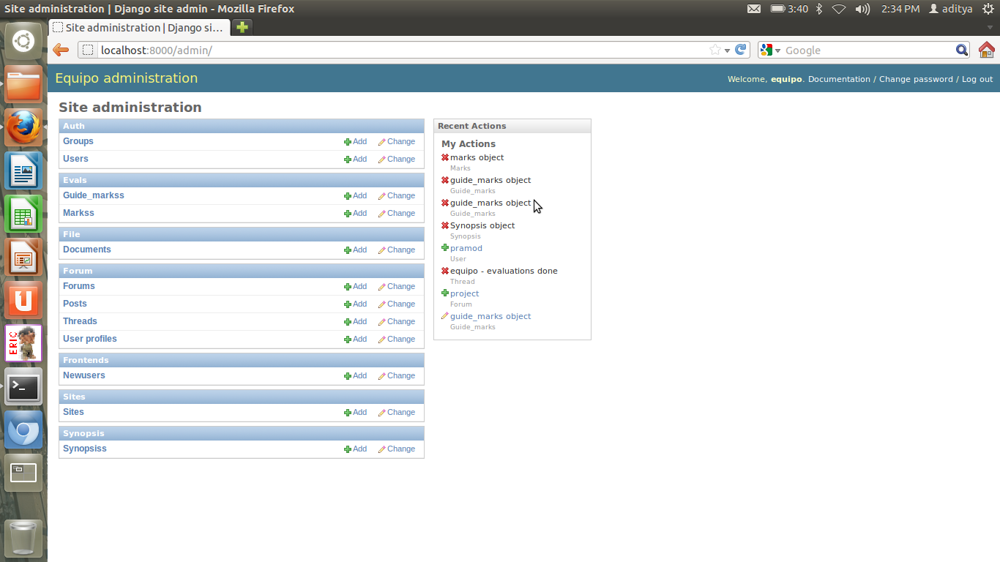 Site administration | Django site admin - Mozilla Firefox
3:40
2:34 PM
aditya
Site administration | Django si...
localhost:8000/admin/
Google
Equipo administration
Welcome, equipo. Documentation / Change password / Log out
Site administration
Auth
Groups Add Change
Users Add Change
Evals
Guide_markss Add Change
Markss Add Change
File
Documents Add Change
Forum
Forums Add Change
Posts Add Change
Threads Add Change
User profiles Add Change
Frontends
Newusers Add Change
Sites
Sites Add Change
Synopsis
Synopsiss Add Change
Recent Actions
My Actions
marks object
Marks
guide_marks object
Guide_marks
guide_marks object
Guide_marks
Synopsis object
Synopsis
pramod
User
equipo - evaluations done
Thread
project
Forum
guide_marks object
Guide_marks
ERIC